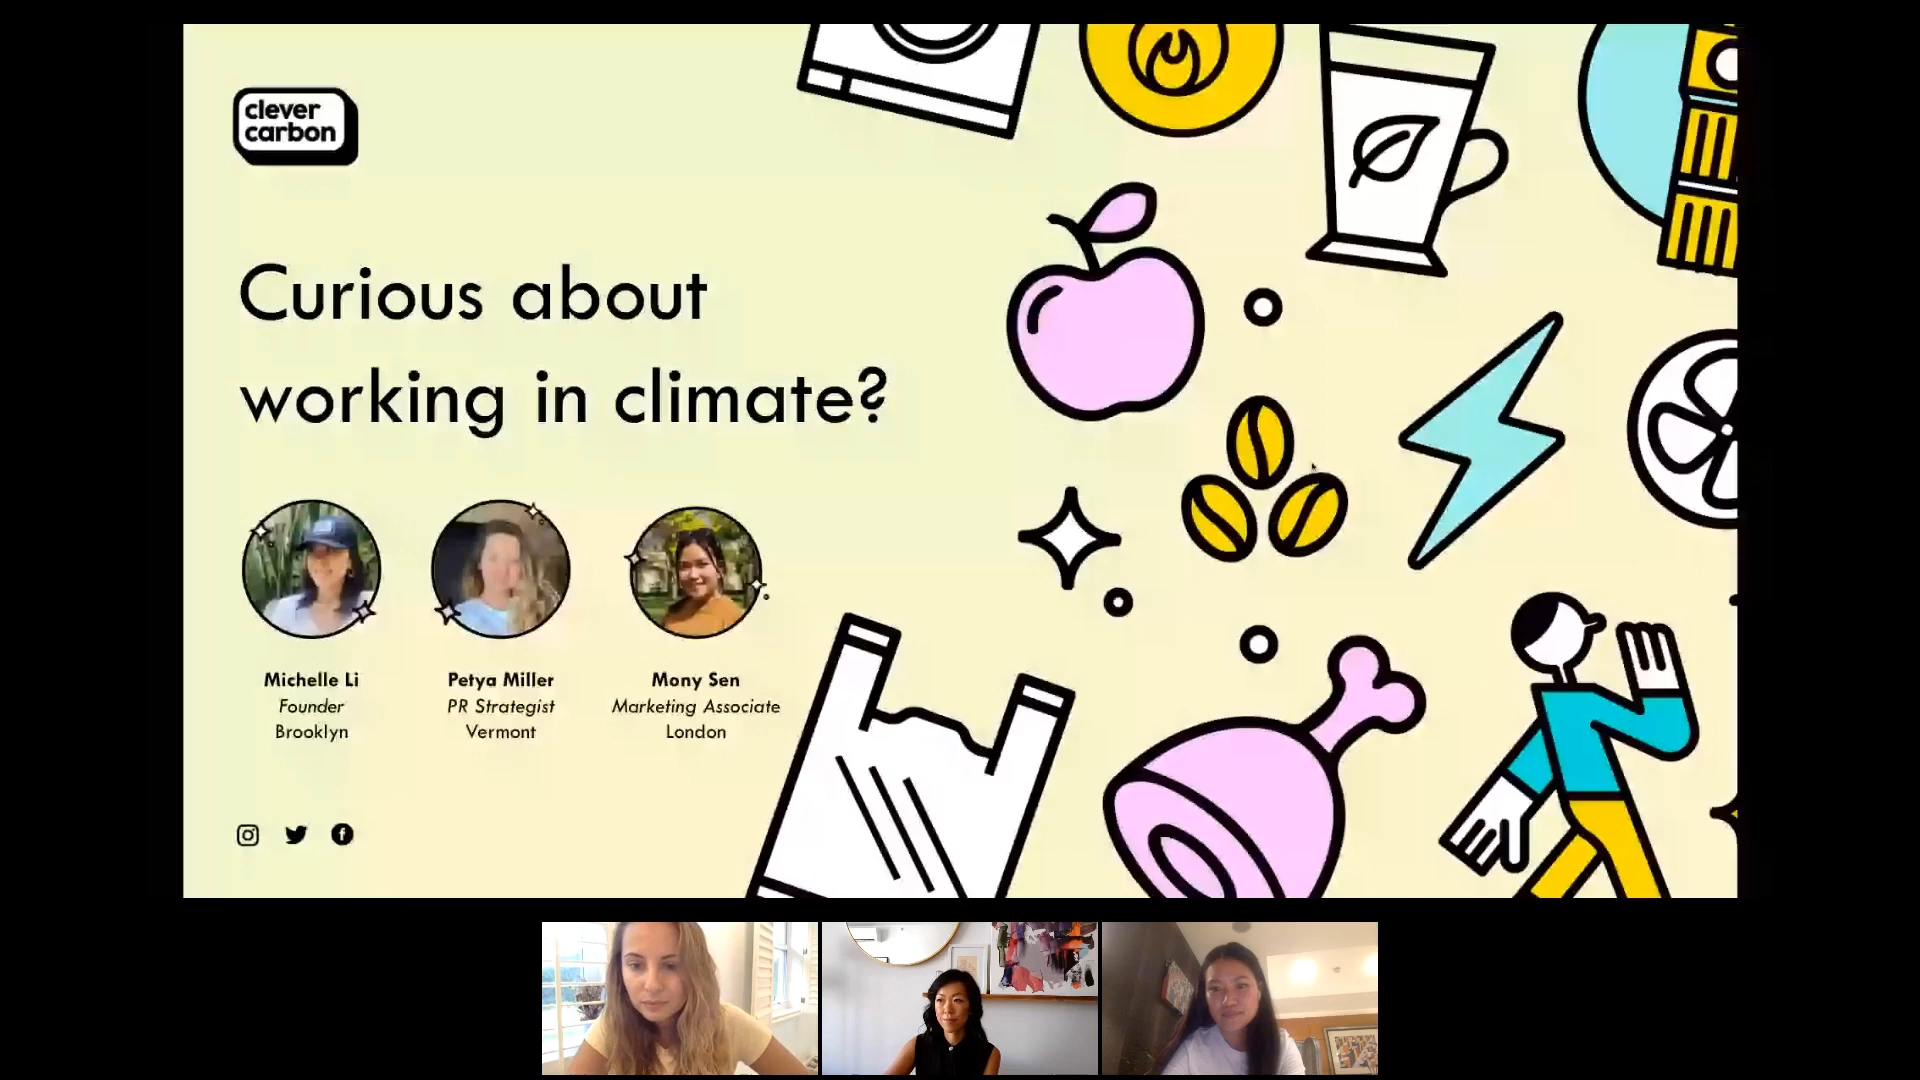 clever
carbon
Curious about
working in climate?
Michelle Li
Founder
Brooklyn
Petya Miller
PR Strategist
Vermont
Mony Sen
Marketing Associate
London